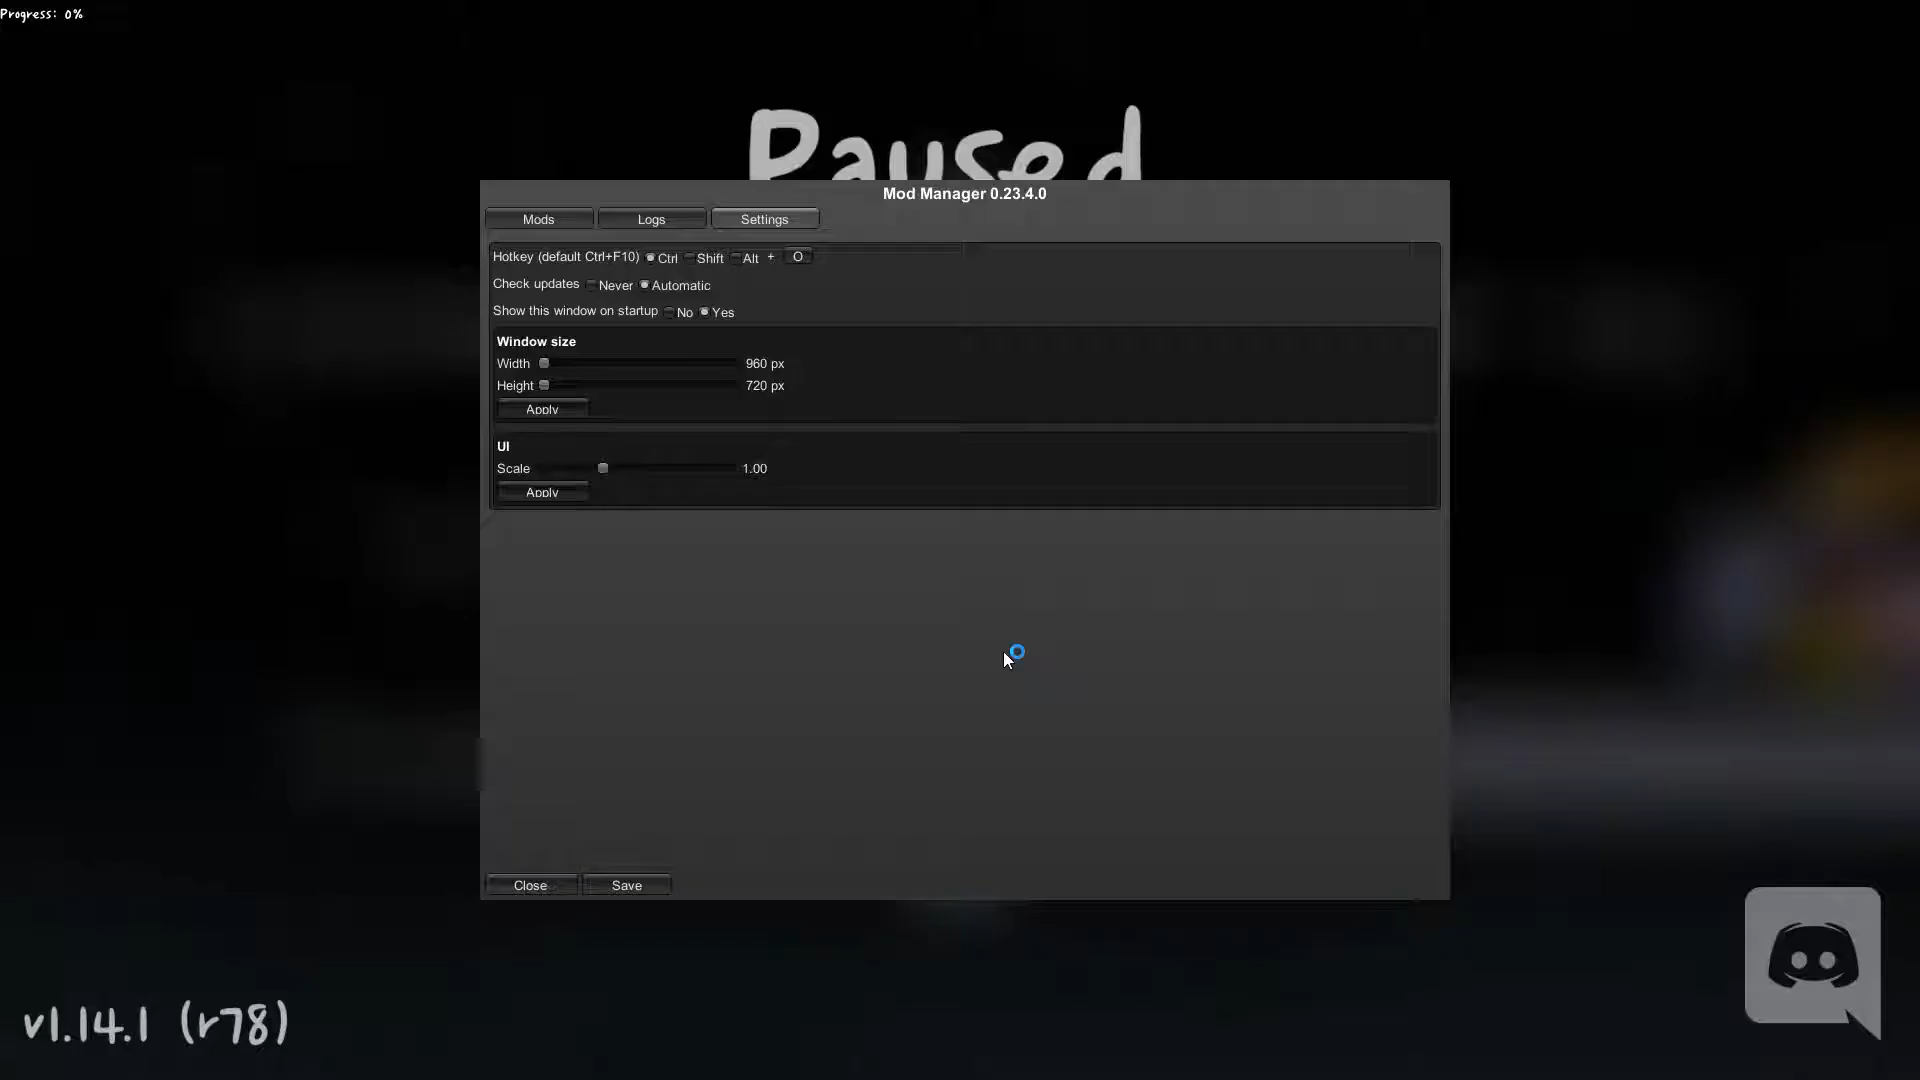 Progress: 0%
Paused
Mod Manager 0.23.4.0
Mods Logs Settings
Hotkey (default Ctrl+F10) Ctrl Shift Alt + O
Check updates Never Automatic
Show this window on startup No Yes
Window size
Width 960 px
Height 720 px
Apply
UI
Scale 1.00
Apply
Close Save
v1.14.1 (r78)